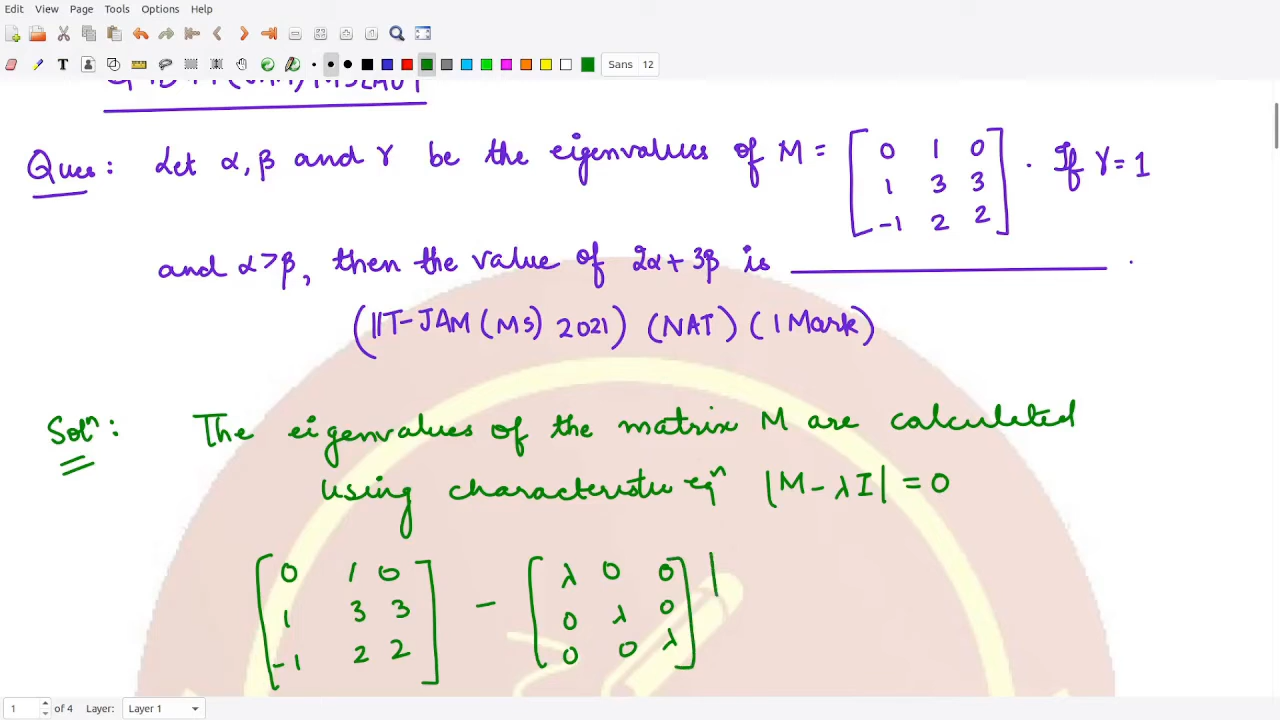 Edit View Page Tools Options Help
Sans 12
Ques: Let α, β and γ be the eigenvalues of M = [0 1 0 . If γ = 1
1 3 3
-1 2 2]
and α > β, then the value of 2α + 3β is ________ .
(IIT-JAM (MS) 2021) (NAT) (1 Mark)
Solⁿ: The eigenvalues of the matrix M are calculated
using characteristic eqⁿ |M - λI| = 0
[0 1 0 - [λ 0 0 |
1 3 3 0 λ 0
-1 2 2] 0 0 λ]
1 of 4 Layer: Layer 1